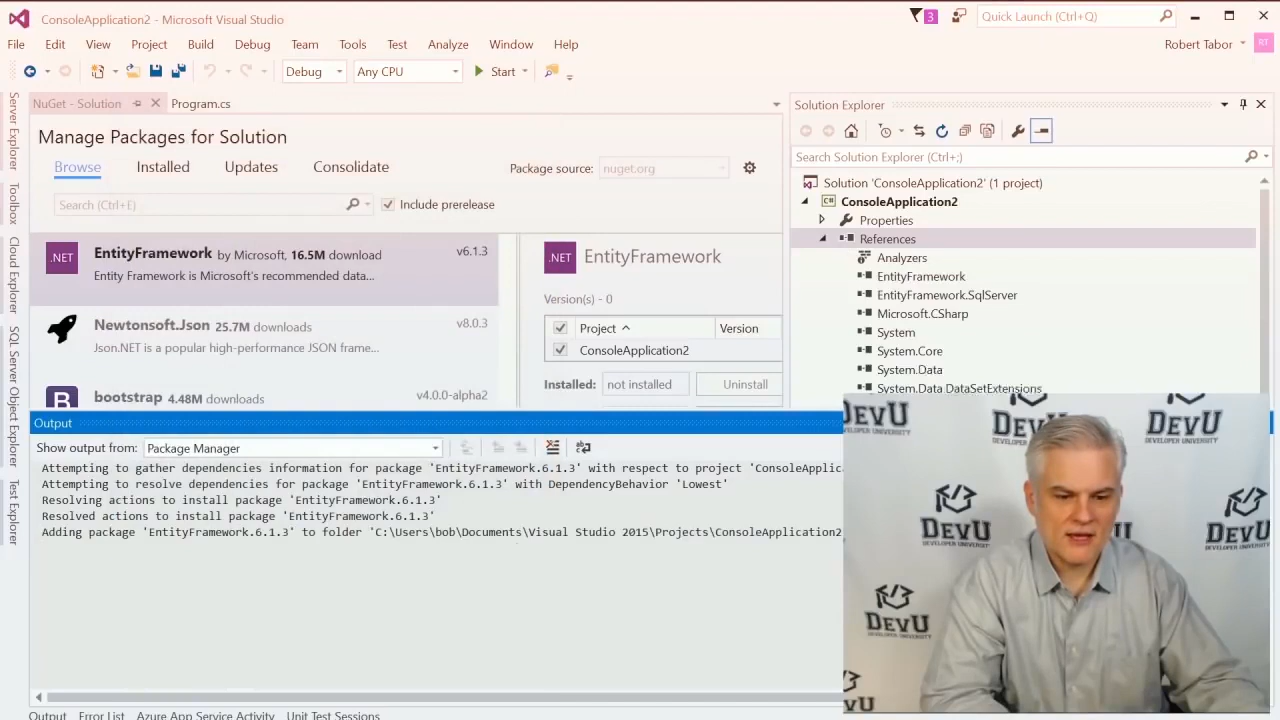 ConsoleApplication2 - Microsoft Visual Studio
3
Quick Launch (Ctrl+Q)
File Edit View Project Build Debug Team Tools Test Analyze Window Help
Robert Tabor
RT
Debug
Any CPU
Start
NuGet - Solution
Program.cs
Server Explorer
Toolbox
Cloud Explorer
SQL Server Object Explorer
Test Explorer
Manage Packages for Solution
Browse Installed Updates Consolidate
Package source: nuget.org
Search (Ctrl+E)
Include prerelease
.NET
EntityFramework by Microsoft, 16.5M download
v6.1.3
Entity Framework is Microsoft's recommended data...
Newtonsoft.Json 25.7M downloads
v8.0.3
Json.NET is a popular high-performance JSON frame...
B
bootstrap 4.48M downloads
v4.0.0-alpha2
.NET
EntityFramework
Version(s) - 0
Project
Version
ConsoleApplication2
Installed: not installed
Uninstall
Solution Explorer
Search Solution Explorer (Ctrl+;)
Solution 'ConsoleApplication2' (1 project)
C#
ConsoleApplication2
Properties
References
Analyzers
EntityFramework
EntityFramework.SqlServer
Microsoft.CSharp
System
System.Core
System.Data
System.Data.DataSetExtensions
Output
Show output from: Package Manager
Attempting to gather dependencies information for package 'EntityFramework.6.1.3' with respect to project 'ConsoleApplic
Attempting to resolve dependencies for package 'EntityFramework.6.1.3' with DependencyBehavior 'Lowest'
Resolving actions to install package 'EntityFramework.6.1.3'
Resolved actions to install package 'EntityFramework.6.1.3'
Adding package 'EntityFramework.6.1.3' to folder 'C:\Users\bob\Documents\Visual Studio 2015\Projects\ConsoleApplication2
Output Error List Azure App Service Activity Unit Test Sessions
DEVU
DEVELOPER UNIVERSITY
DEVU
DEVELOPER UNIVERSITY
DEVU
DEVELOPER UNIVERSITY
DEVU
DEVELOPER UNIVERSITY